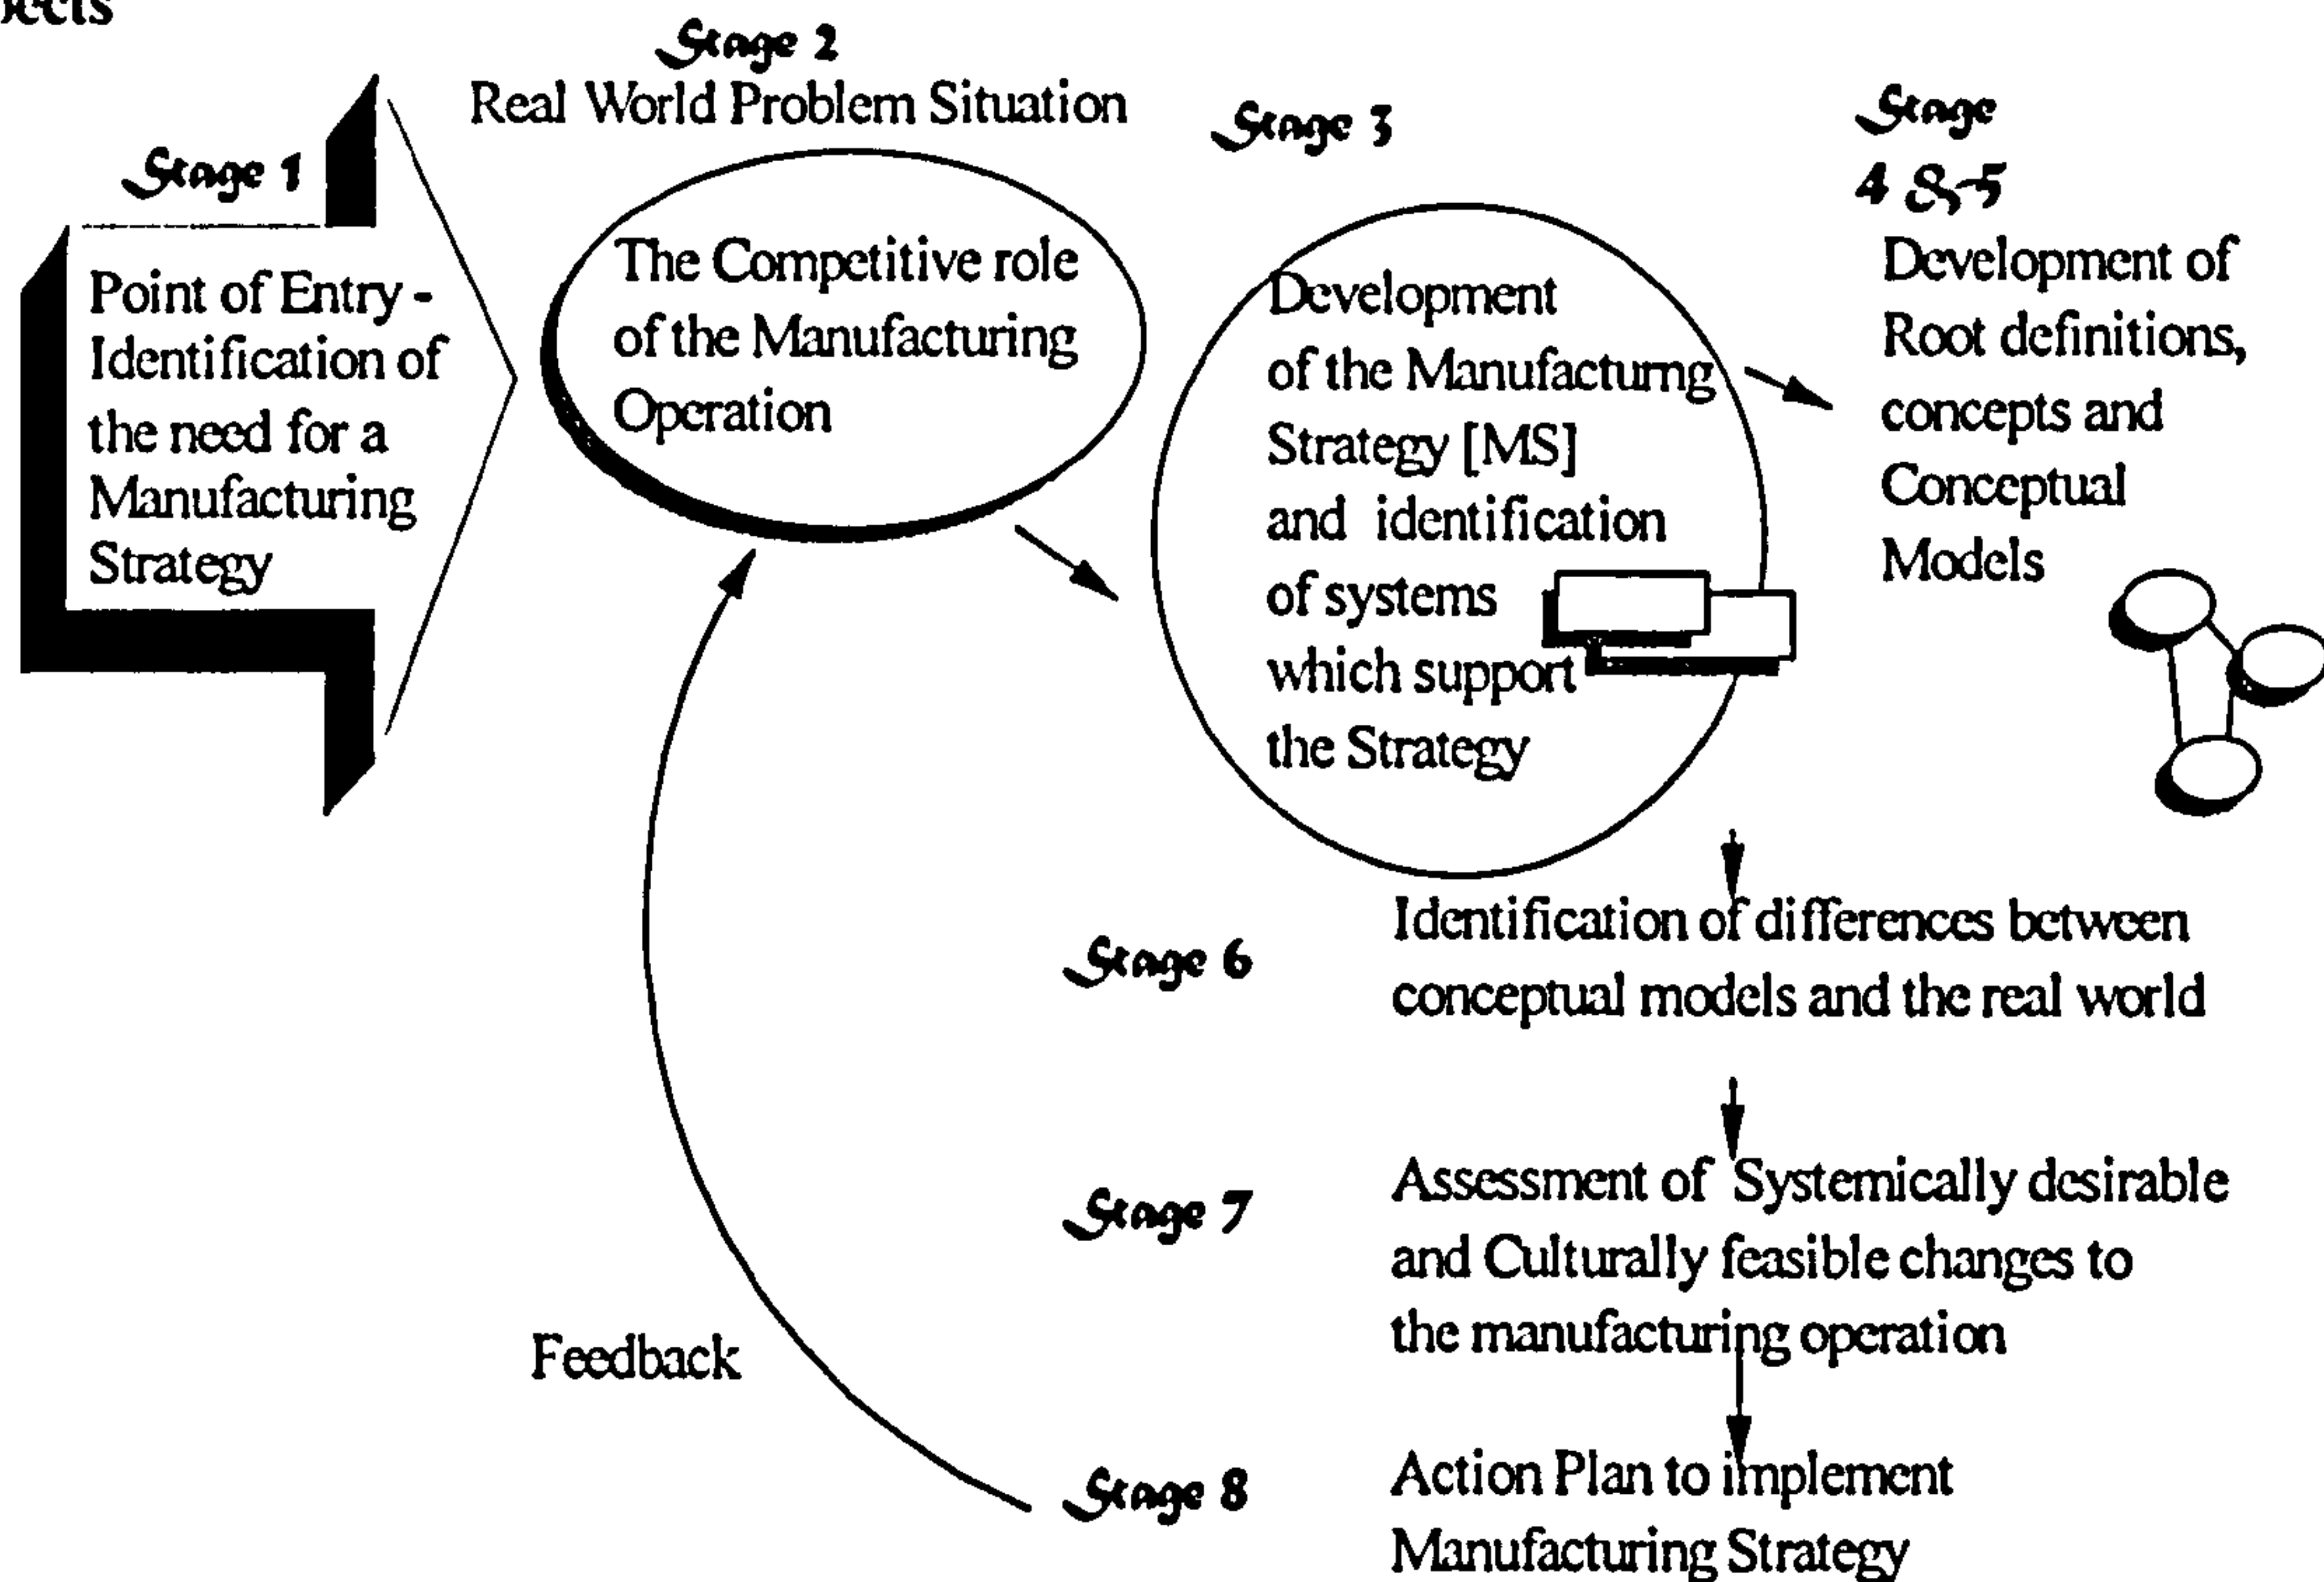 Stage 1
Point of Entry -
Identification of
the need for a
Manufacturing
Strategy
Stage 2
Real World Problem Situation
The Competitive role
of the Manufacturing
Operation
Stage 3
Development
of the Manufacturng
Strategy [MS]
and identification
of systems
which support
the Strategy
Stage
4 & 5
Development of
Root definitions,
concepts and
Conceptual
Models
Stage 6
Identification of differences between
conceptual models and the real world
Stage 7
Assessment of Systemically desirable
and Culturally feasible changes to
the manufacturing operation
Feedback
Stage 8
Action Plan to implement
Manufacturing Strategy